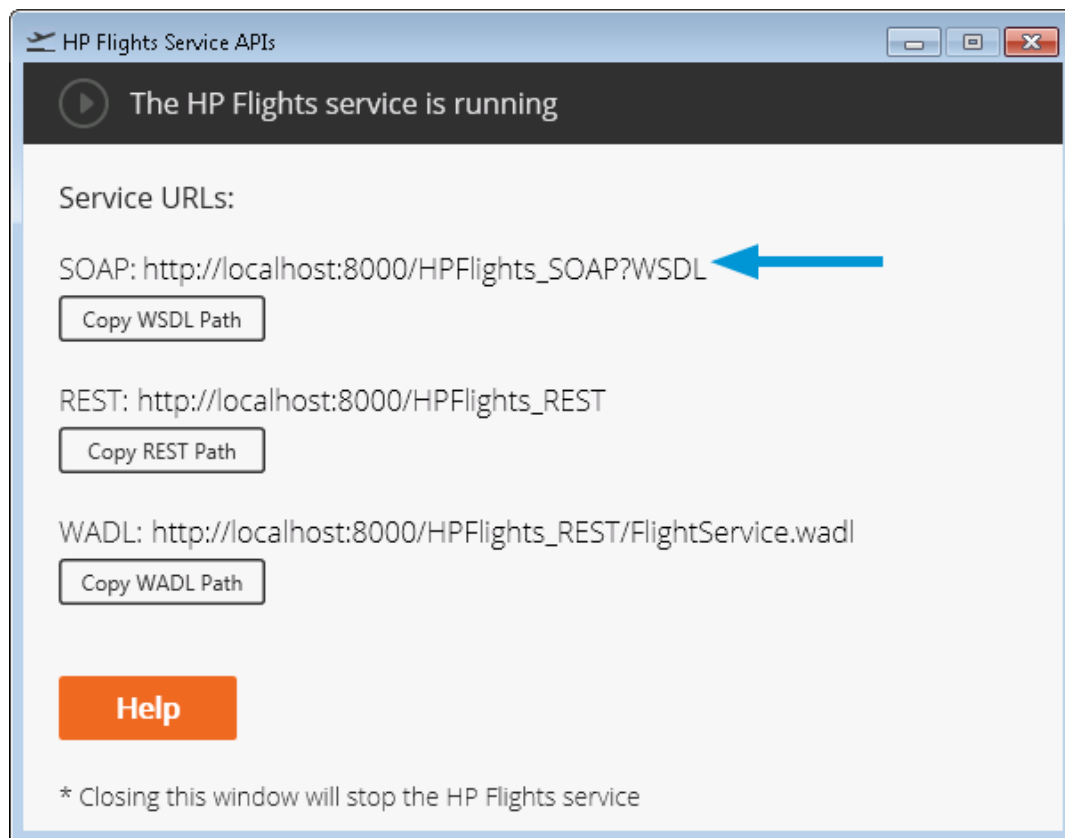 HP Flights Service APIs
The HP Flights service is running
Service URLs:
SOAP: http://localhost:8000/HPFlights_SOAP?WSDL
Copy WSDL Path
REST: http://localhost:8000/HPFlights_REST
Copy REST Path
WADL: http://localhost:8000/HPFlights_REST/FlightService.wadl
Copy WADL Path
Help
* Closing this window will stop the HP Flights service